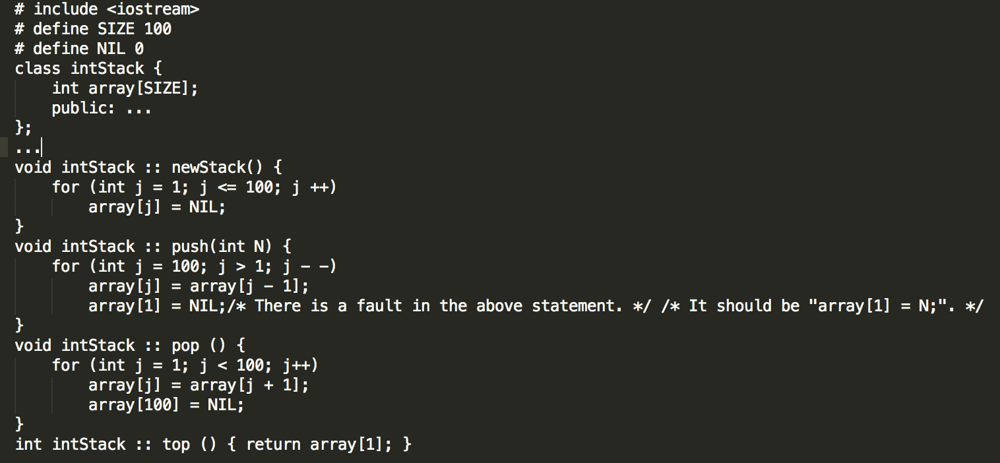 # include <iostream>
# define SIZE 100
# define NIL 0
class intStack {
    int array[SIZE];
    public: ...
};
...
void intStack :: newStack() {
    for (int j = 1; j <= 100; j ++)
        array[j] = NIL;
}
void intStack :: push(int N) {
    for (int j = 100; j > 1; j - -)
        array[j] = array[j - 1];
        array[1] = NIL;/* There is a fault in the above statement. */ /* It should be "array[1] = N;". */
}
void intStack :: pop () {
    for (int j = 1; j < 100; j++)
        array[j] = array[j + 1];
        array[100] = NIL;
}
int intStack :: top () { return array[1]; }